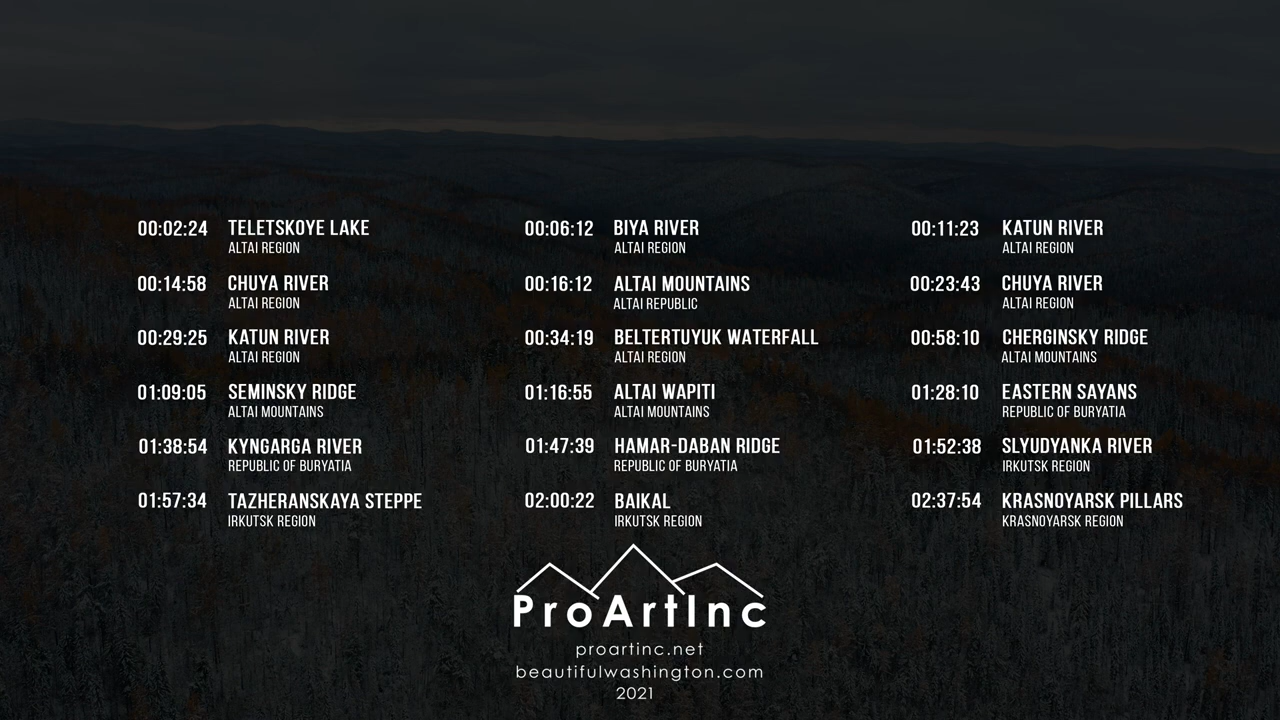 00:02:24 TELETSKOYE LAKE
ALTAI REGION
00:06:12 BIYA RIVER
ALTAI REGION
00:11:23 KATUN RIVER
ALTAI REGION
00:14:58 CHUYA RIVER
ALTAI REGION
00:16:12 ALTAI MOUNTAINS
ALTAI REPUBLIC
00:23:43 CHUYA RIVER
ALTAI REGION
00:29:25 KATUN RIVER
ALTAI REGION
00:34:19 BELTERTUYUK WATERFALL
ALTAI REGION
00:58:10 CHERGINSKY RIDGE
ALTAI MOUNTAINS
01:09:05 SEMINSKY RIDGE
ALTAI MOUNTAINS
01:16:55 ALTAI WAPITI
ALTAI MOUNTAINS
01:28:10 EASTERN SAYANS
REPUBLIC OF BURYATIA
01:38:54 KYNGARGA RIVER
REPUBLIC OF BURYATIA
01:47:39 HAMAR-DABAN RIDGE
REPUBLIC OF BURYATIA
01:52:38 SLYUDYANKA RIVER
IRKUTSK REGION
01:57:34 TAZHERANSKAYA STEPPE
IRKUTSK REGION
02:00:22 BAIKAL
IRKUTSK REGION
02:37:54 KRASNOYARSK PILLARS
KRASNOYARSK REGION
ProArtInc
proartinc.net
beautifulwashington.com
2021